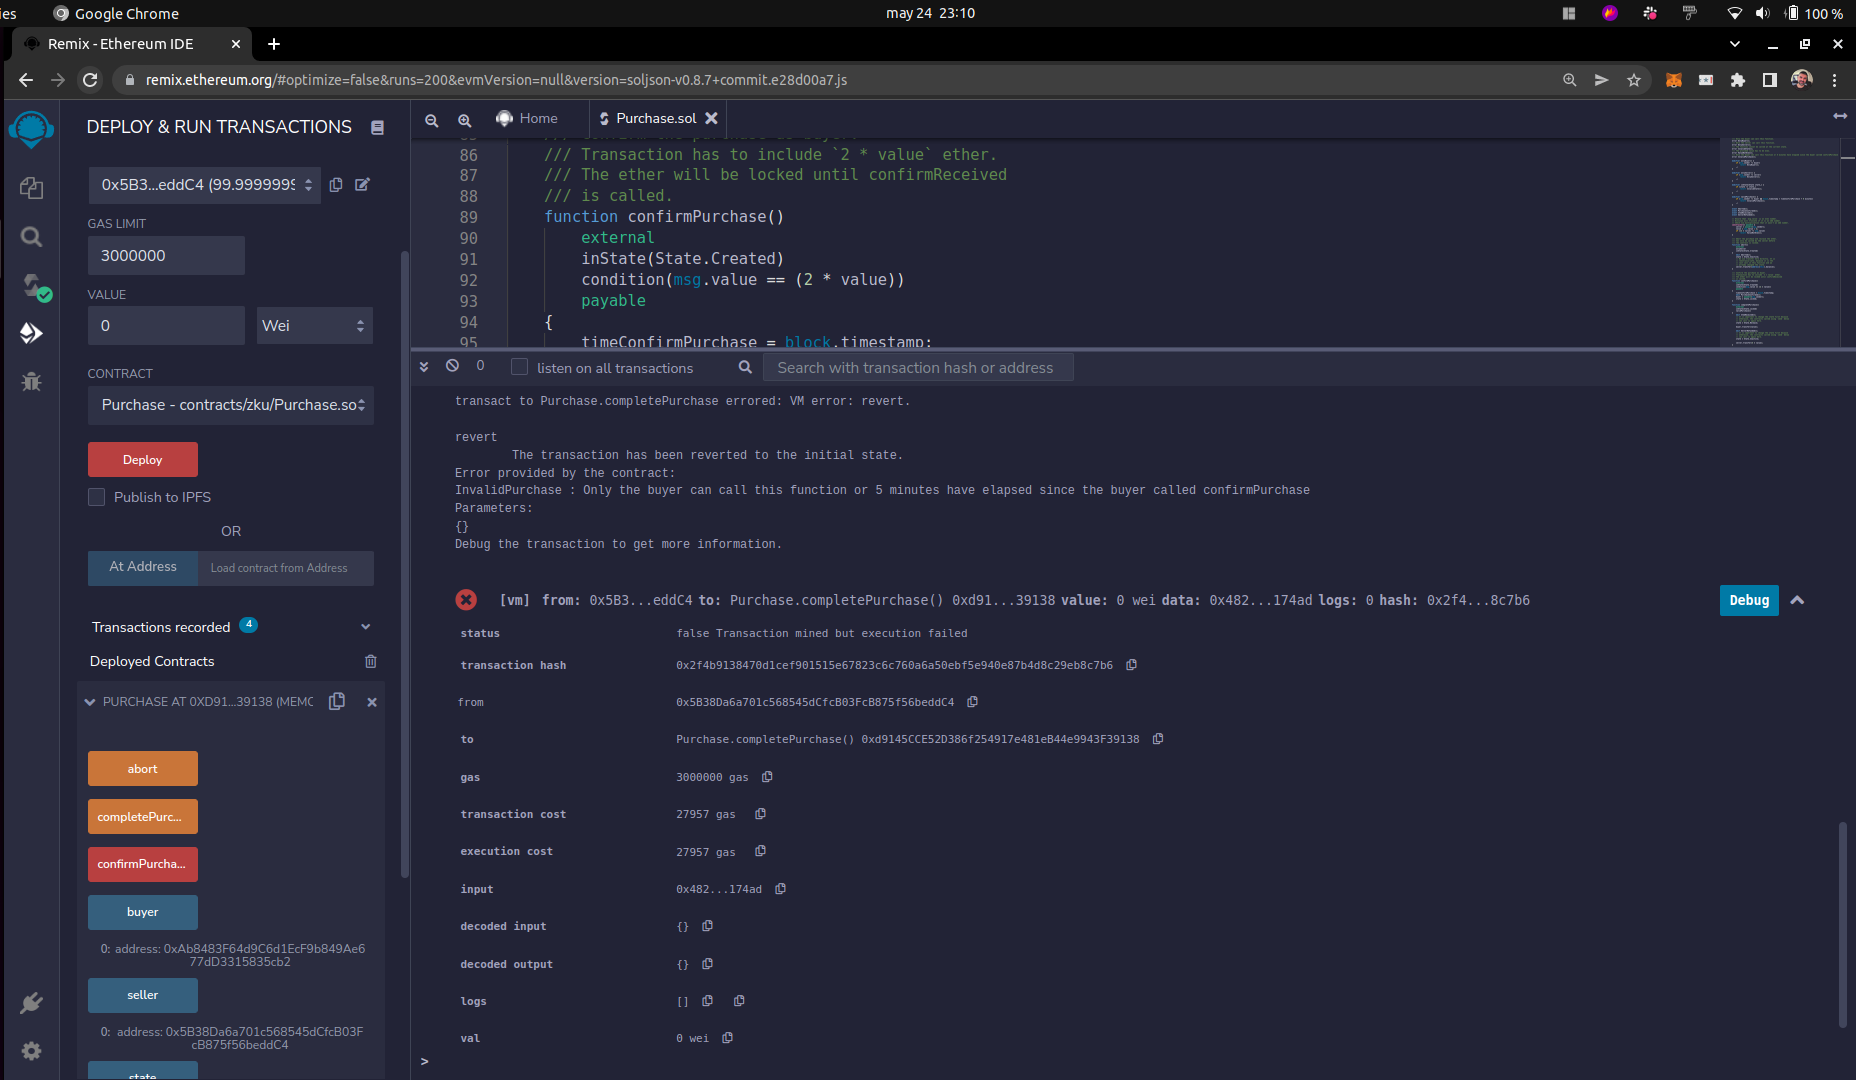 ies Google Chrome may 24 23:10 100 %
Remix - Ethereum IDE
remix.ethereum.org/#optimize=false&runs=200&evmVersion=null&version=soljson-v0.8.7+commit.e28d00a7.js
DEPLOY & RUN TRANSACTIONS
0x5B3...eddC4 (99.9999999
GAS LIMIT
3000000
VALUE
0
Wei
CONTRACT
Purchase - contracts/zku/Purchase.so
Deploy
Publish to IPFS
OR
At Address
Load contract from Address
Transactions recorded 4
Deployed Contracts
PURCHASE AT 0XD91...39138 (MEMO
abort
completePurc...
confirmPurcha...
buyer
0: address: 0xAb8483F64d9C6d1EcF9b849Ae6
77dD3315835cb2
seller
0: address: 0x5B38Da6a701c568545dCfcB03F
cB875f56beddC4
state
Home
Purchase.sol
86 /// Transaction has to include `2 * value` ether.
87 /// The ether will be locked until confirmReceived
88 /// is called.
89 function confirmPurchase()
90 external
91 inState(State.Created)
92 condition(msg.value == (2 * value))
93 payable
94 {
95 timeConfirmPurchase = block.timestamp;
0
listen on all transactions
Search with transaction hash or address
transact to Purchase.completePurchase errored: VM error: revert.
revert
The transaction has been reverted to the initial state.
Error provided by the contract:
InvalidPurchase : Only the buyer can call this function or 5 minutes have elapsed since the buyer called confirmPurchase
Parameters:
{}
Debug the transaction to get more information.
[vm] from: 0x5B3...eddC4 to: Purchase.completePurchase() 0xd91...39138 value: 0 wei data: 0x482...174ad logs: 0 hash: 0x2f4...8c7b6
Debug
status false Transaction mined but execution failed
transaction hash 0x2f4b9138470d1cef901515e67823c6c760a6a50ebf5e940e87b4d8c29eb8c7b6
from 0x5B38Da6a701c568545dCfcB03FcB875f56beddC4
to Purchase.completePurchase() 0xd9145CCE52D386f254917e481eB44e9943F39138
gas 3000000 gas
transaction cost 27957 gas
execution cost 27957 gas
input 0x482...174ad
decoded input {}
decoded output {}
logs []
val 0 wei
>